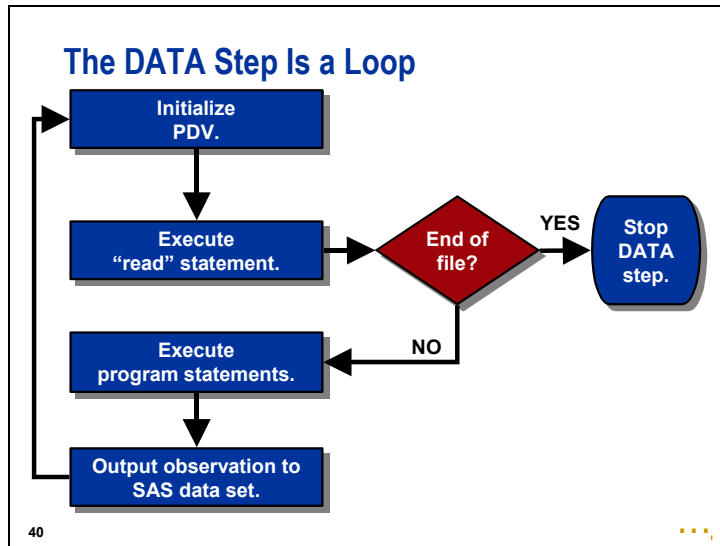 The DATA Step Is a Loop
Initialize
PDV.
Execute
“read” statement.
End of
file?
YES
Stop
DATA
step.
NO
Execute
program statements.
Output observation to
SAS data set.
40